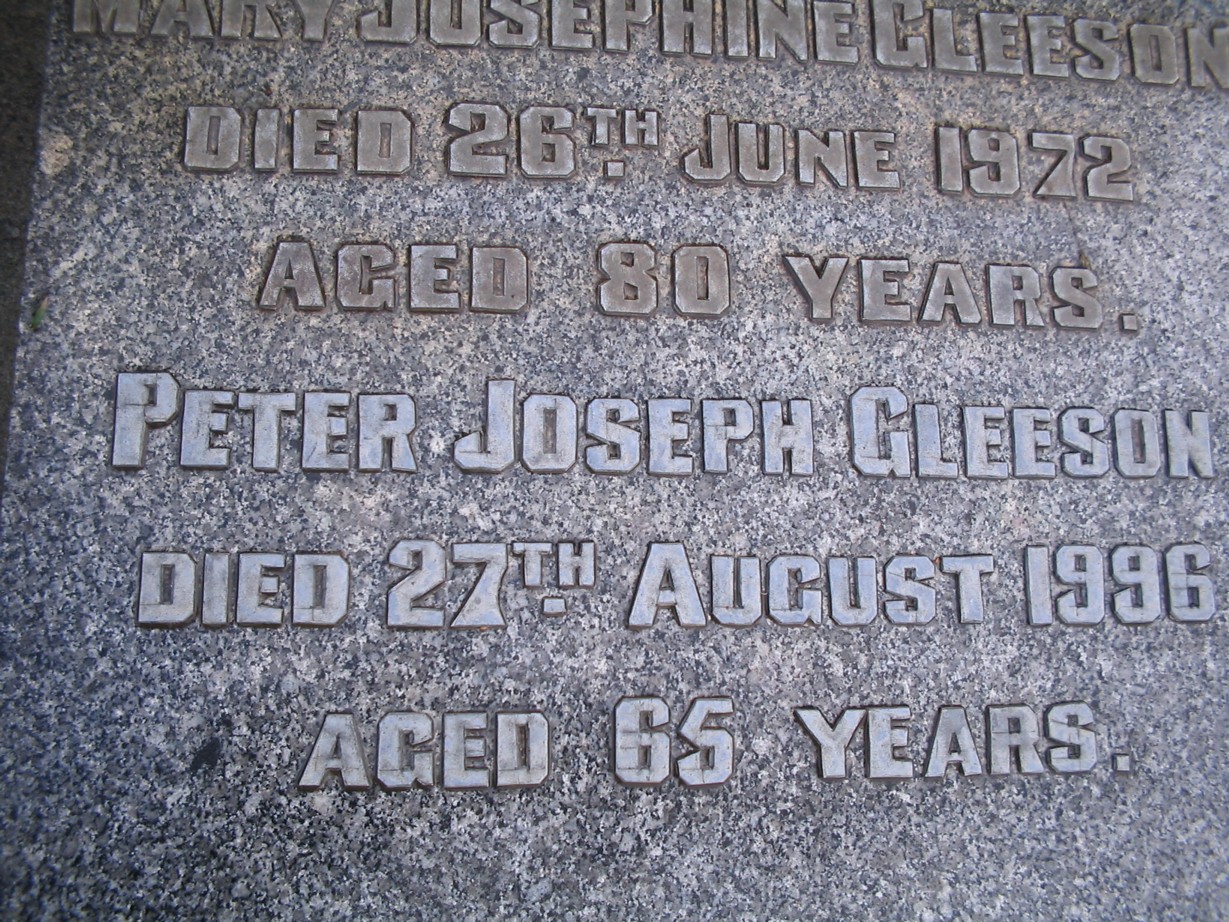 Mary Josephine Gleeson
Died 26th. June 1972
Aged 80 Years.
Peter Joseph Gleeson
Died 27th. August 1996
Aged 65 Years.